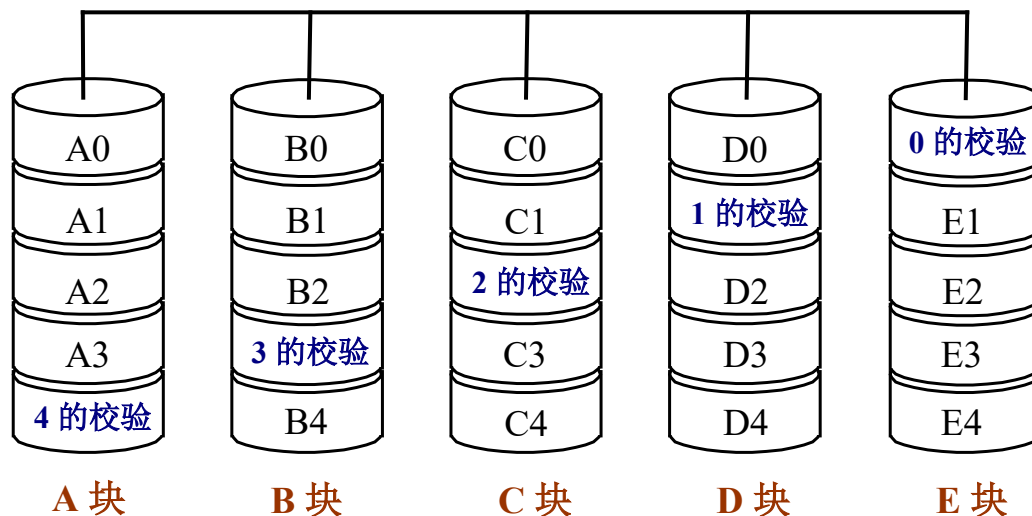 A0 B0 C0 D0 0 的校验
A1 B1 C1 1 的校验 E1
A2 B2 2 的校验 D2 E2
A3 3 的校验 C3 D3 E3
4 的校验 B4 C4 D4 E4
A 块 B 块 C 块 D 块 E 块